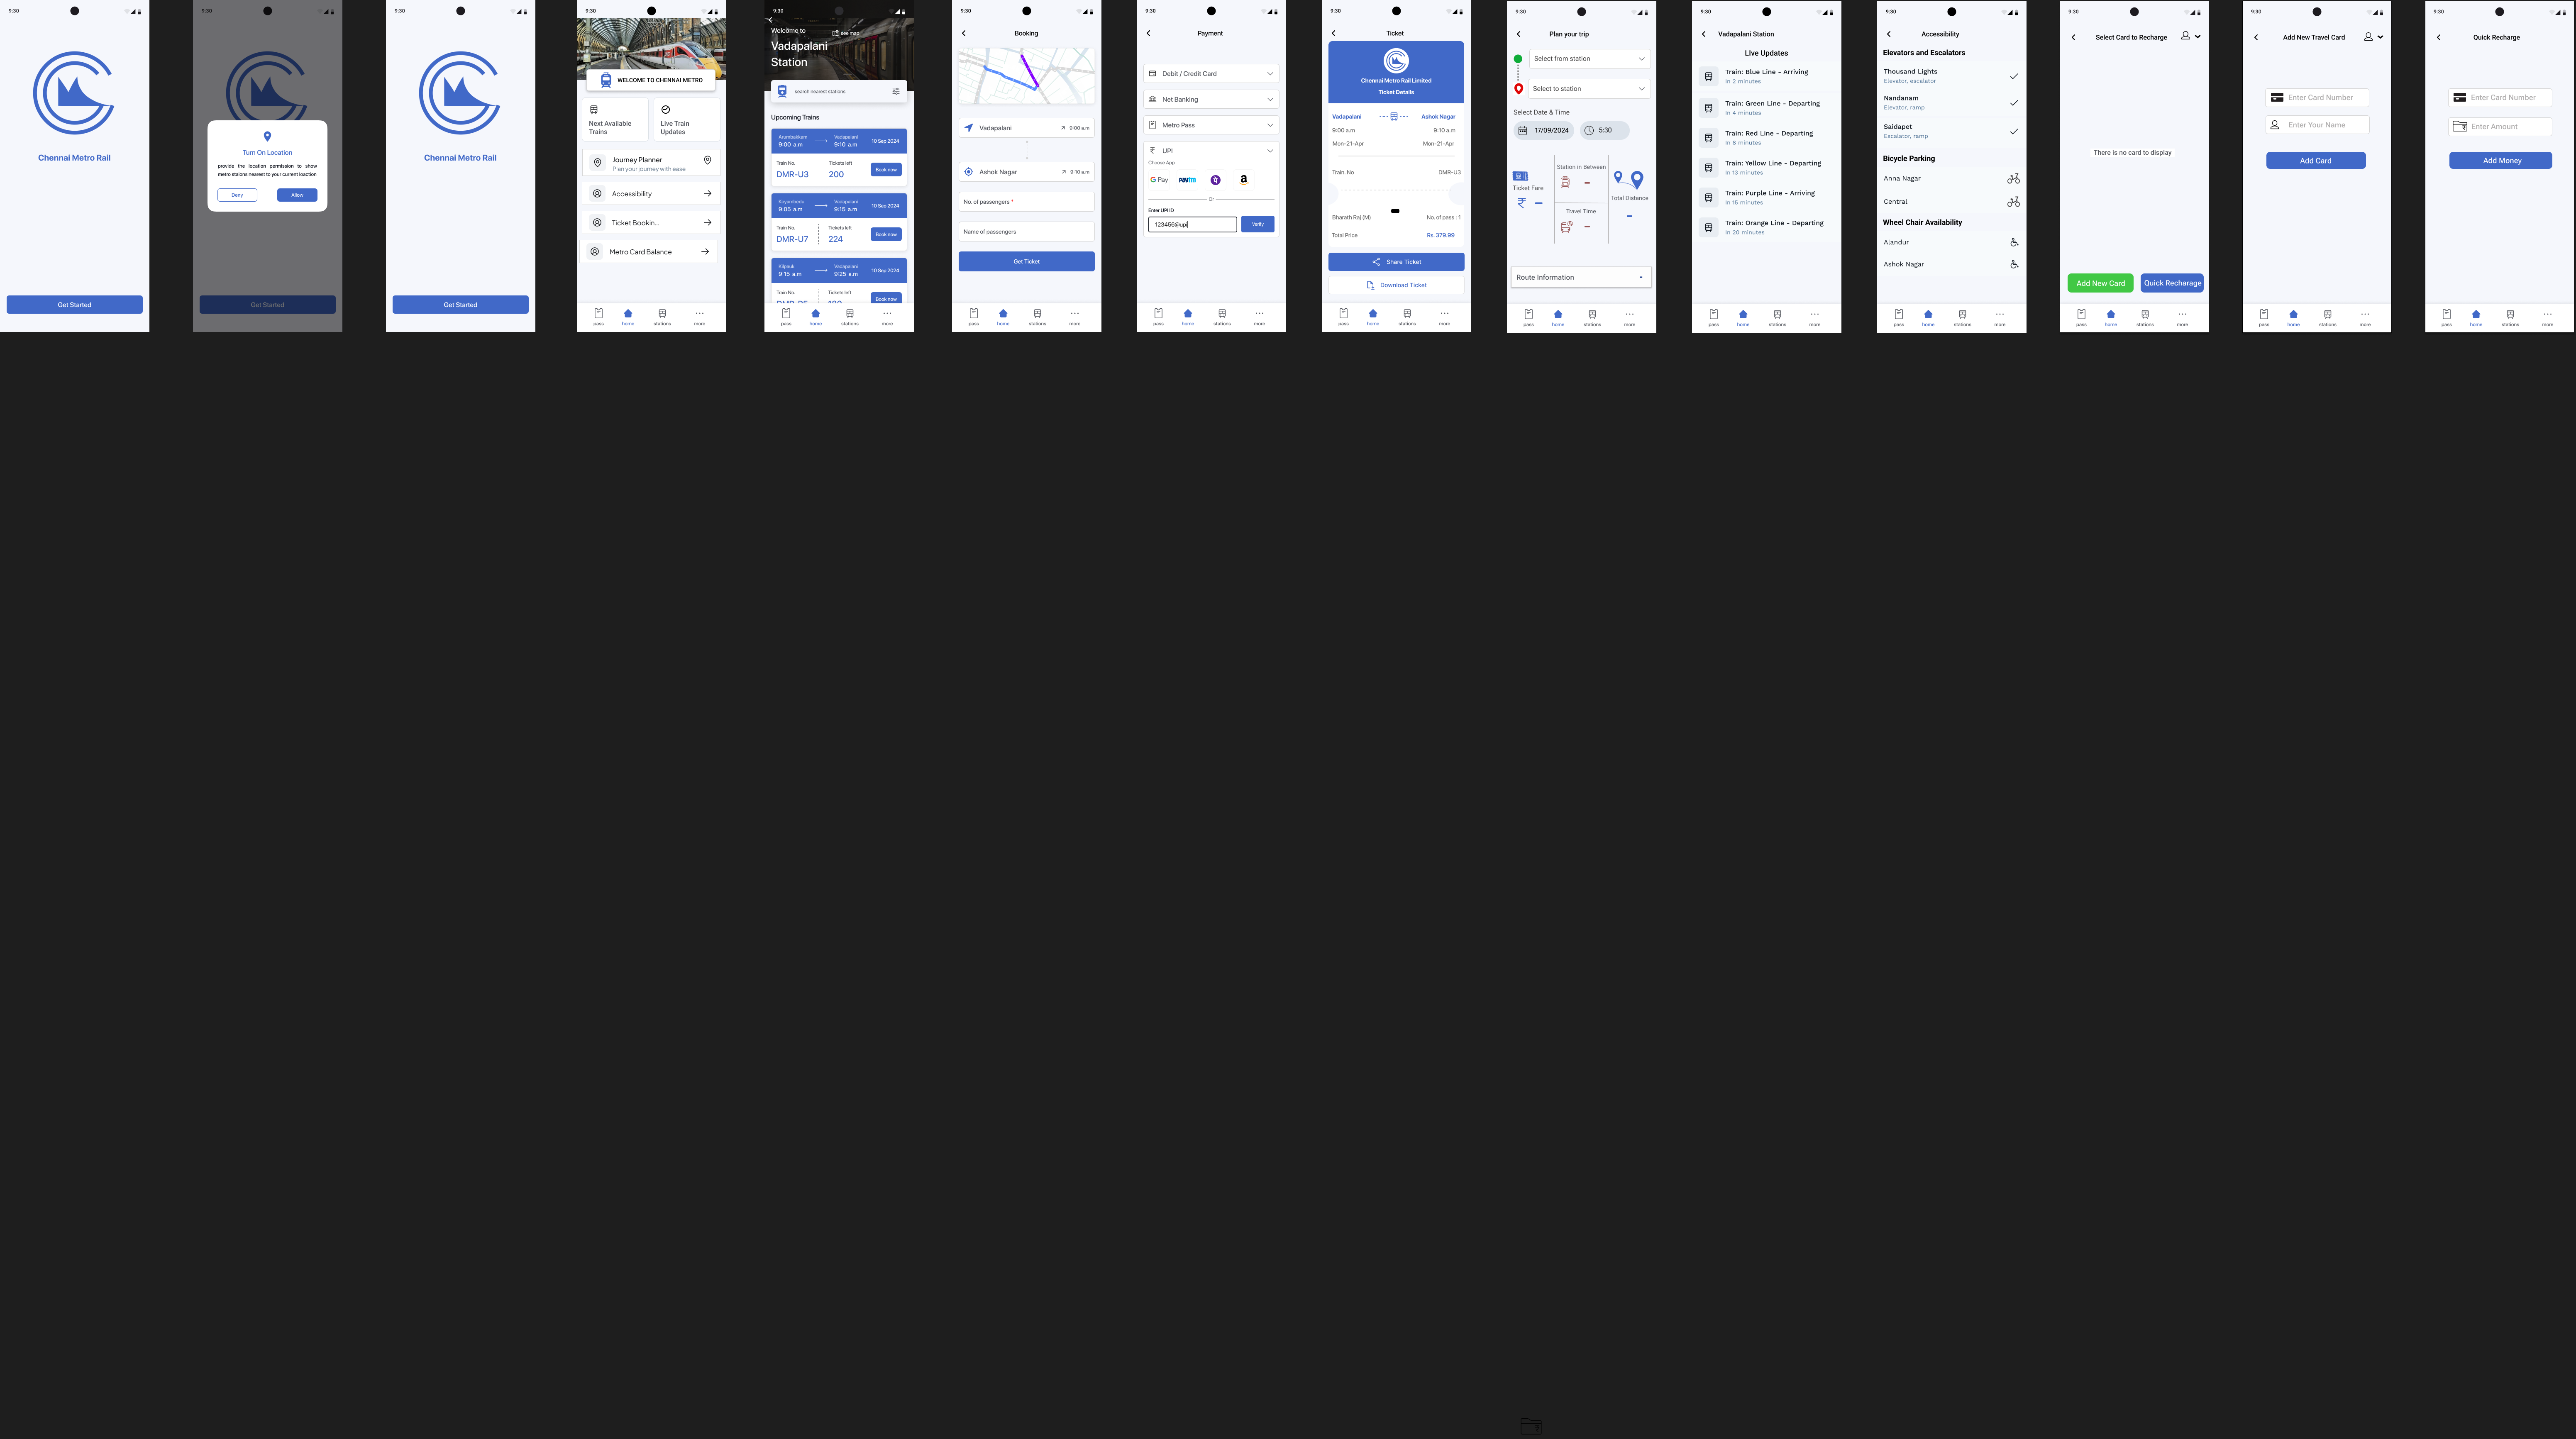 9:30
Chennai Metro Rail
Get Started
9:30
Turn On Location
provide the location permission to show
metro staions nearest to your current loaction
Deny
Allow
Get Started
9:30
Chennai Metro Rail
Get Started
9:30
WELCOME TO CHENNAI METRO
Next Available
Trains
Live Train
Updates
Journey Planner
Plan your journey with ease
Accessibility
Ticket Bookin...
Metro Card Balance
pass
home
stations
more
9:30
Welcome to
see map
Vadapalani
Station
search nearest stations
Upcoming Trains
Arumbakkam
Vadapalani
9:00 a.m
9:10 a.m
10 Sep 2024
Train No.
Tickets left
DMR-U3
200
Book now
Koyambedu
Vadapalani
9:05 a.m
9:15 a.m
10 Sep 2024
Train No.
Tickets left
DMR-U7
224
Book now
Kilpauk
Vadapalani
9:15 a.m
9:25 a.m
10 Sep 2024
Train No.
Tickets left
Book now
pass
home
stations
more
9:30
Booking
Vadapalani
9:00 a.m
Ashok Nagar
9:10 a.m
No. of passengers *
Name of passengers
Get Ticket
pass
home
stations
more
9:30
Payment
Debit / Credit Card
Net Banking
Metro Pass
UPI
Choose App
G Pay
paytm
Or
Enter UPI ID
123456@upi
Verify
pass
home
stations
more
9:30
Ticket
Chennai Metro Rail Limited
Ticket Details
Vadapalani
Ashok Nagar
9:00 a.m
9:10 a.m
Mon-21-Apr
Mon-21-Apr
Train. No
DMR-U3
Bharath Raj (M)
No. of pass : 1
Total Price
Rs. 379.99
Share Ticket
Download Ticket
pass
home
stations
more
9:30
Plan your trip
Select from station
Select to station
Select Date & Time
17/09/2024
5:30
Ticket Fare
₹ -
Station in Between
-
Travel Time
-
Total Distance
-
Route Information
pass
home
stations
more
9:30
Vadapalani Station
LIve Updates
Train: Blue Line - Arriving
In 2 minutes
Train: Green Line - Departing
In 4 minutes
Train: Red Line - Departing
In 8 minutes
Train: Yellow Line - Departing
In 13 minutes
Train: Purple Line - Arriving
In 15 minutes
Train: Orange Line - Departing
In 20 minutes
pass
home
stations
more
9:30
Accessibility
Elevators and Escalators
Thousand Lights
Elevator, escalator
Nandanam
Elevator, ramp
Saidapet
Escalator, ramp
Bicycle Parking
Anna Nagar
Central
Wheel Chair Availability
Alandur
Ashok Nagar
pass
home
stations
more
9:30
Select Card to Recharge
There is no card to display
Add New Card
Quick Recharage
pass
home
stations
more
9:30
Add New Travel Card
Enter Card Number
Enter Your Name
Add Card
pass
home
stations
more
9:30
Quick Recharge
Enter Card Number
Enter Amount
Add Money
pass
home
stations
more